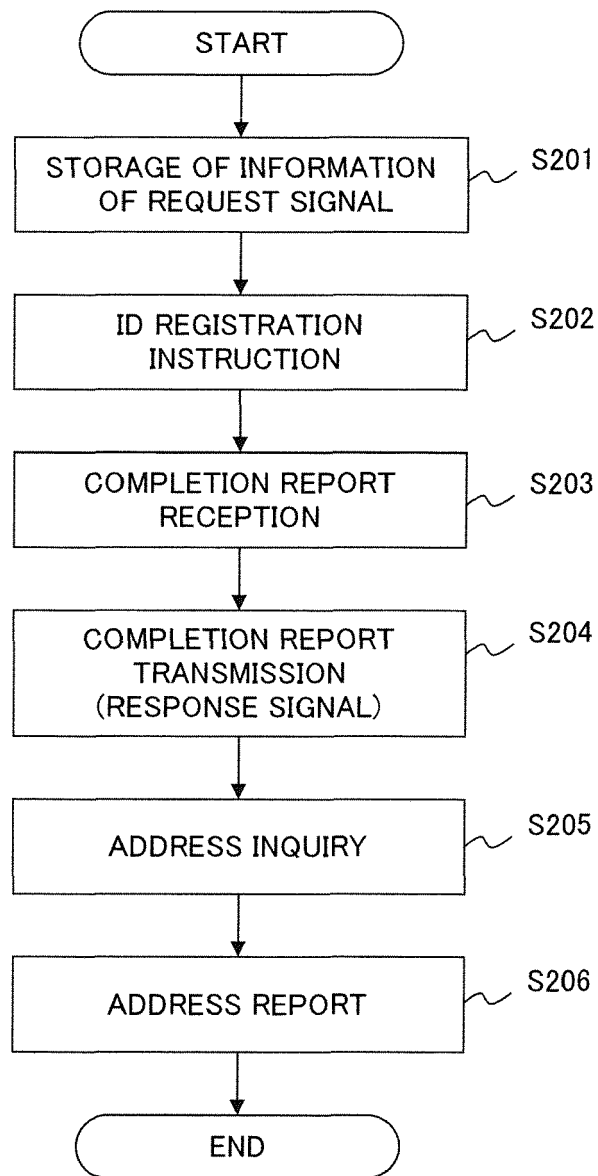 START
STORAGE OF INFORMATION
OF REQUEST SIGNAL
S201
ID REGISTRATION
INSTRUCTION
S202
COMPLETION REPORT
RECEPTION
S203
COMPLETION REPORT
TRANSMISSION
(RESPONSE SIGNAL)
S204
ADDRESS INQUIRY
S205
ADDRESS REPORT
S206
END